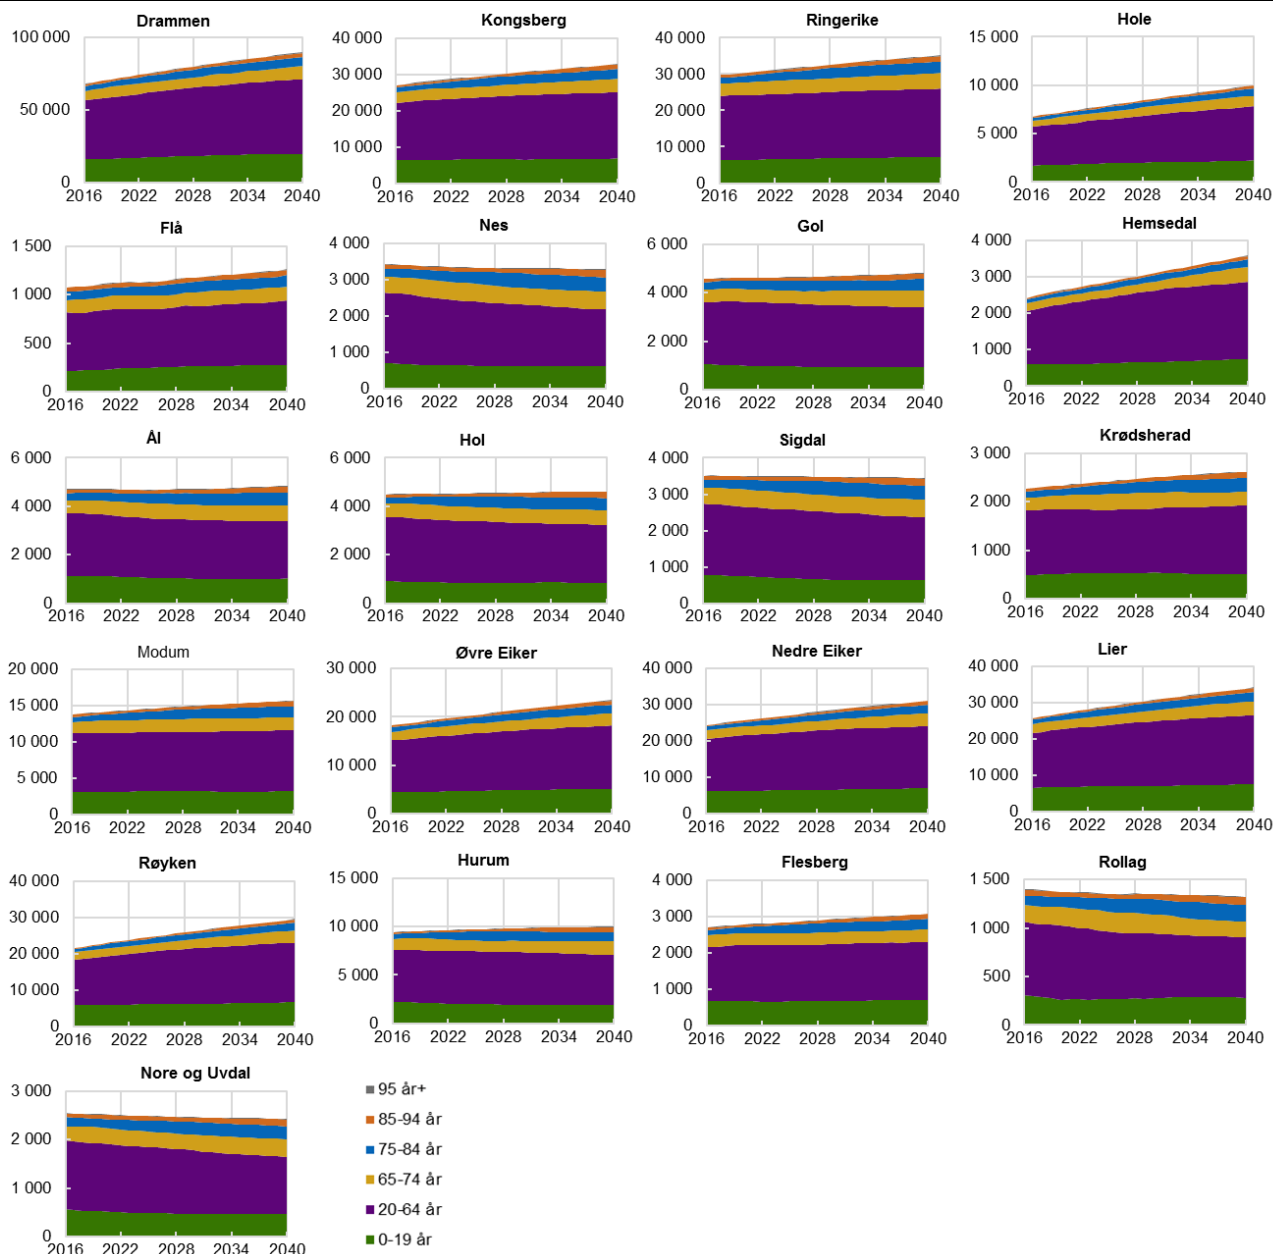 Drammen
100 000
50 000
0
2016 2022 2028 2034 2040
Kongsberg
40 000
30 000
20 000
10 000
0
2016 2022 2028 2034 2040
Ringerike
40 000
30 000
20 000
10 000
0
2016 2022 2028 2034 2040
Hole
15 000
10 000
5 000
0
2016 2022 2028 2034 2040
Flå
1 500
1 000
500
0
2016 2022 2028 2034 2040
Nes
4 000
3 000
2 000
1 000
0
2016 2022 2028 2034 2040
Gol
6 000
4 000
2 000
0
2016 2022 2028 2034 2040
Hemsedal
4 000
3 000
2 000
1 000
0
2016 2022 2028 2034 2040
Ål
6 000
4 000
2 000
0
2016 2022 2028 2034 2040
Hol
6 000
4 000
2 000
0
2016 2022 2028 2034 2040
Sigdal
4 000
3 000
2 000
1 000
0
2016 2022 2028 2034 2040
Krødsherad
3 000
2 000
1 000
0
2016 2022 2028 2034 2040
Modum
20 000
15 000
10 000
5 000
0
2016 2022 2028 2034 2040
Øvre Eiker
30 000
20 000
10 000
0
2016 2022 2028 2034 2040
Nedre Eiker
40 000
30 000
20 000
10 000
0
2016 2022 2028 2034 2040
Lier
40 000
30 000
20 000
10 000
0
2016 2022 2028 2034 2040
Røyken
40 000
30 000
20 000
10 000
0
2016 2022 2028 2034 2040
Hurum
15 000
10 000
5 000
0
2016 2022 2028 2034 2040
Flesberg
4 000
3 000
2 000
1 000
0
2016 2022 2028 2034 2040
Rollag
1 500
1 000
500
0
2016 2022 2028 2034 2040
Nore og Uvdal
3 000
2 000
1 000
0
2016 2022 2028 2034 2040
95 år+
85-94 år
75-84 år
65-74 år
20-64 år
0-19 år